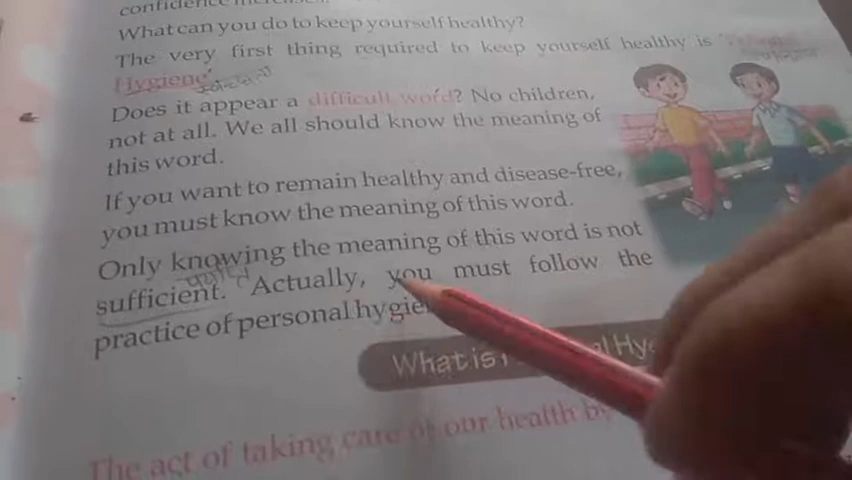 What can you do to keep yourself healthy?
The very first thing required to keep yourself healthy is
Hygiene'.
Does it appear a difficult word? No children,
not at all. We all should know the meaning of
this word.
If you want to remain healthy and disease-free,
you must know the meaning of this word.
Only knowing the meaning of this word is not
sufficient. Actually, you must follow the
practice of personal
What is
The act of taking care of our health